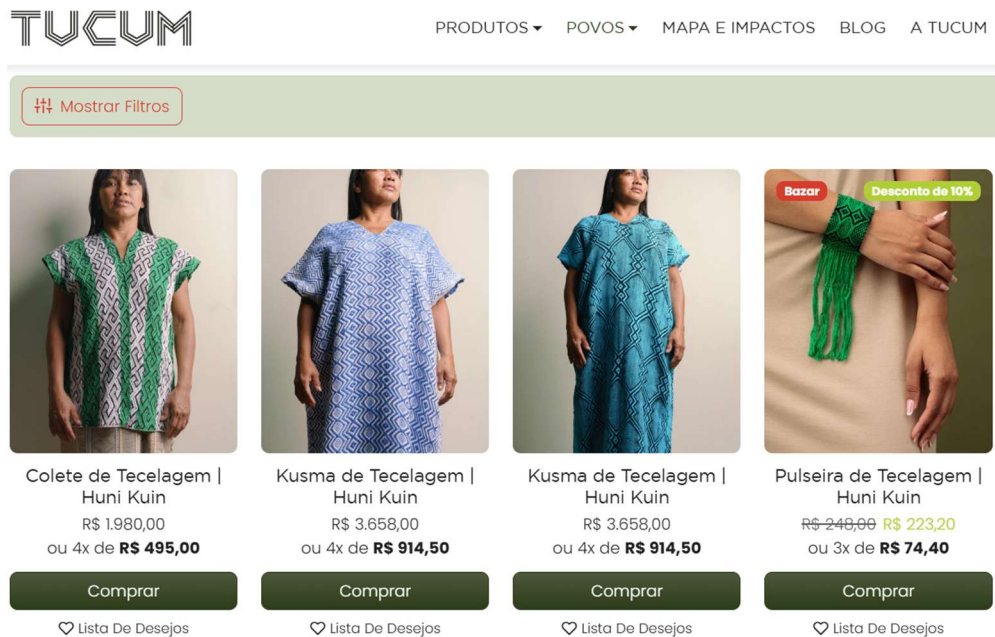 TUCUM
PRODUTOS POVOS MAPA E IMPACTOS BLOG A TUCUM
Mostrar Filtros
Bazar Desconto de 10%
Colete de Tecelagem |
Huni Kuin
R$ 1.980,00
ou 4x de R$ 495,00
Comprar
Lista De Desejos
Kusma de Tecelagem |
Huni Kuin
R$ 3.658,00
ou 4x de R$ 914,50
Comprar
Lista De Desejos
Kusma de Tecelagem |
Huni Kuin
R$ 3.658,00
ou 4x de R$ 914,50
Comprar
Lista De Desejos
Pulseira de Tecelagem |
Huni Kuin
R$ 248,00 R$ 223,20
ou 3x de R$ 74,40
Comprar
Lista De Desejos